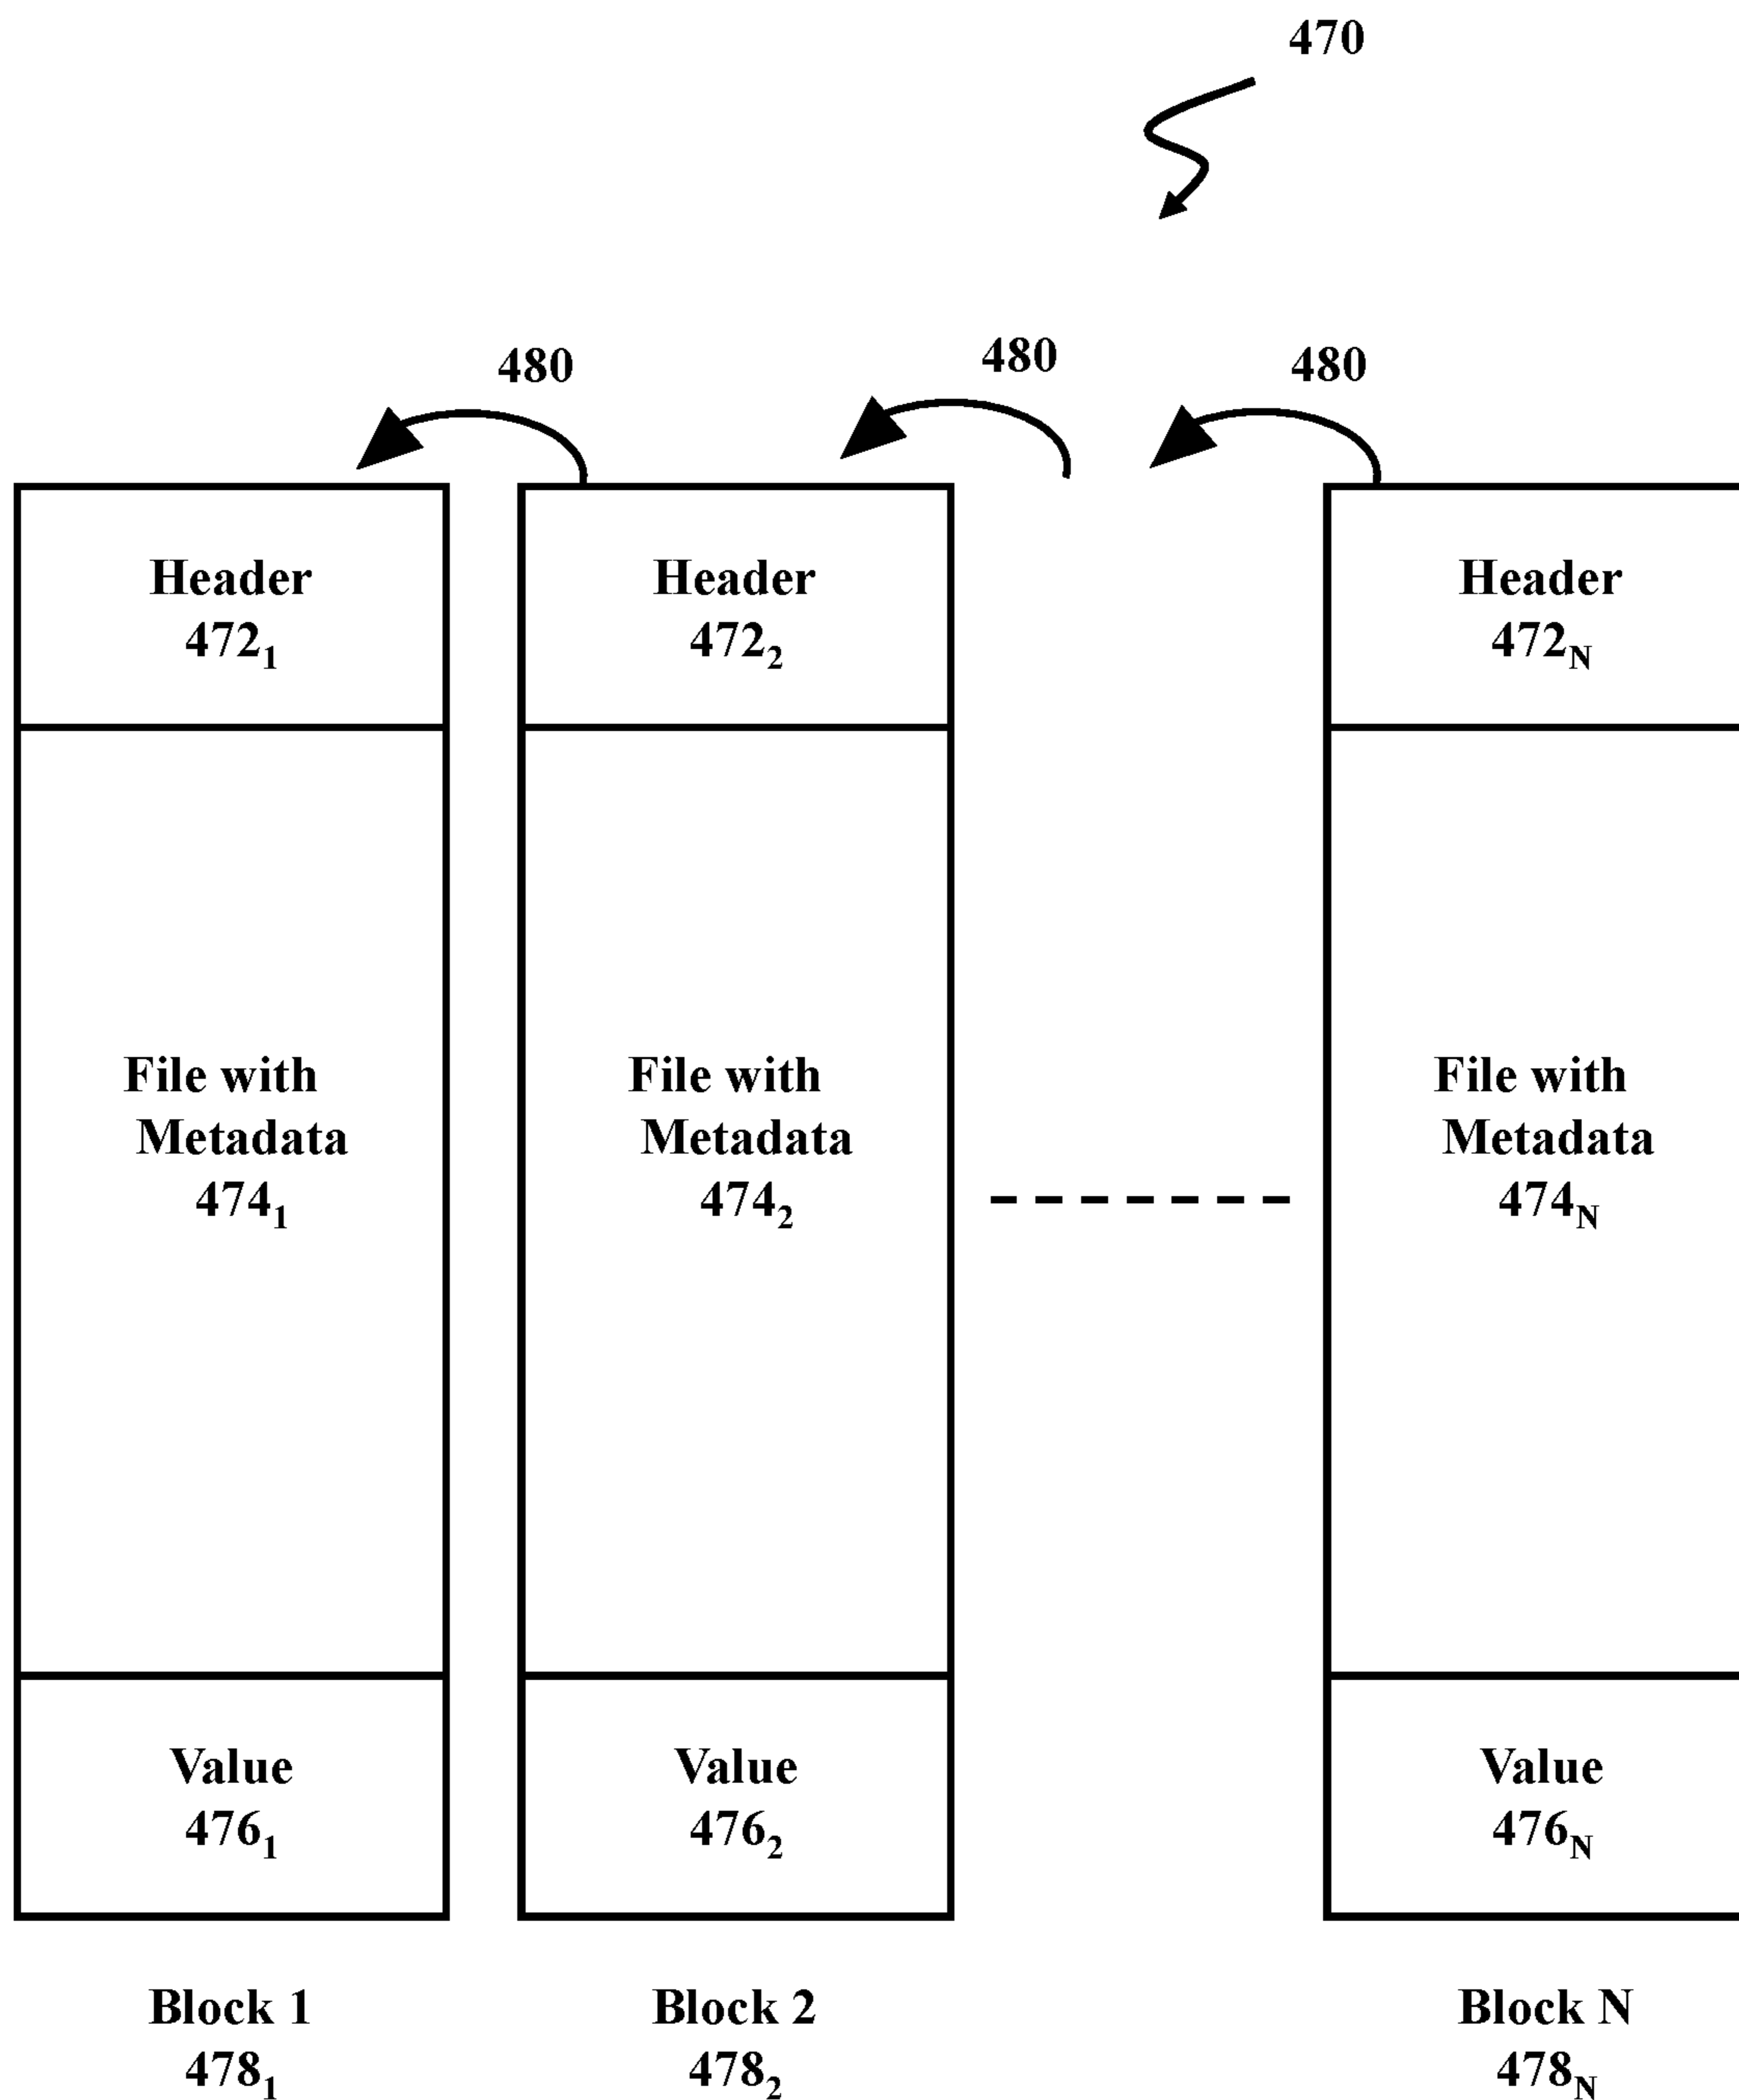 470
480
480
480
Header
472₁
Header
472₂
Header
472N
File with
Metadata
474₁
File with
Metadata
474₂
File with
Metadata
474N
Value
476₁
Value
476₂
Value
476N
Block 1
478₁
Block 2
478₂
Block N
478N